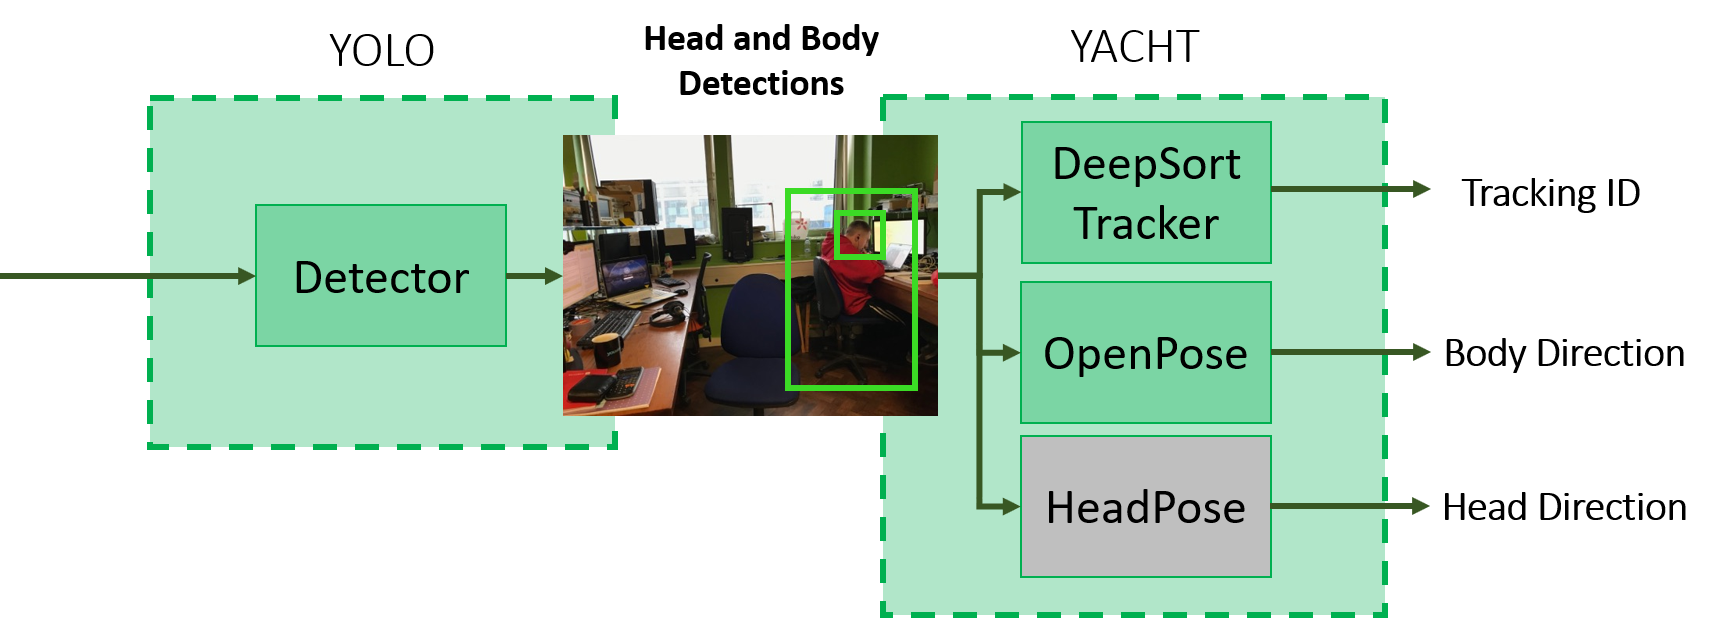 YOLO
Head and Body
Detections
YACHT
Detector
DeepSort
Tracker
OpenPose
HeadPose
Tracking ID
Body Direction
Head Direction